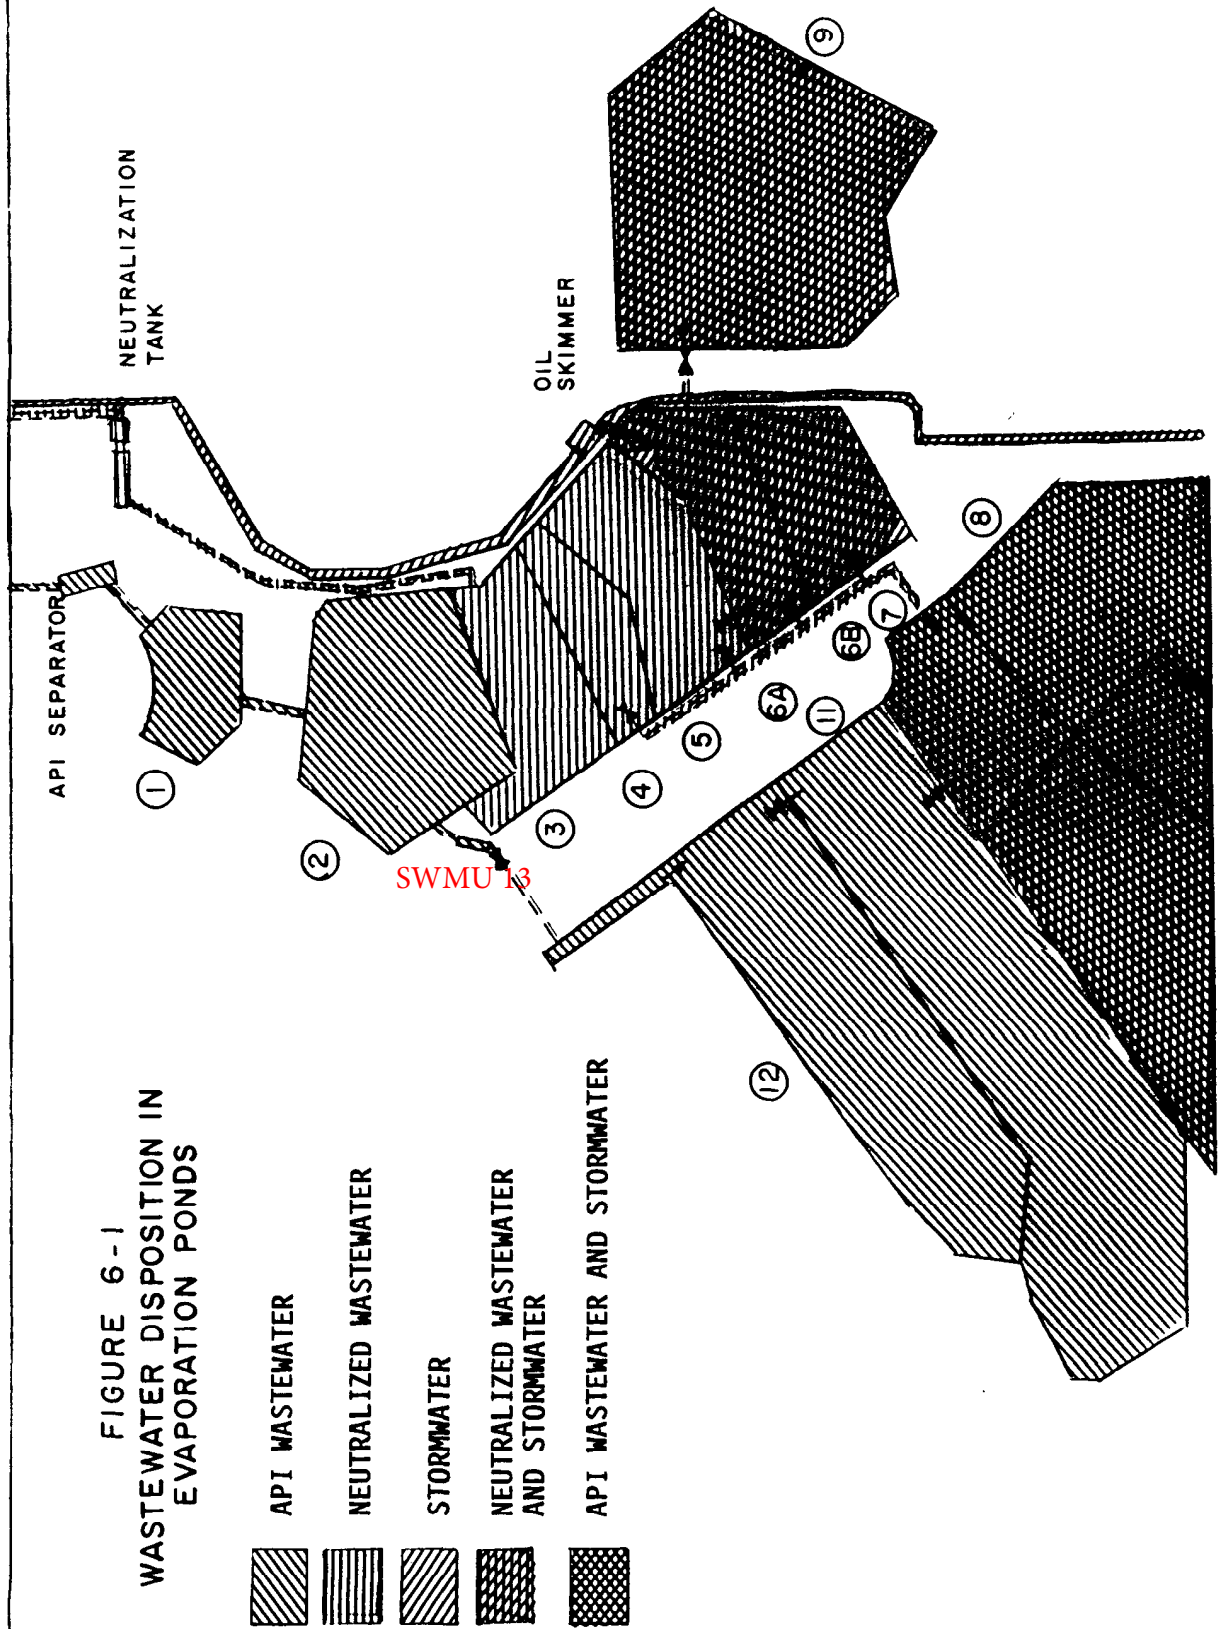 FIGURE 6-1
WASTEWATER DISPOSITION IN
EVAPORATION PONDS
API WASTEWATER
NEUTRALIZED WASTEWATER
STORMWATER
NEUTRALIZED WASTEWATER
AND STORMWATER
API WASTEWATER AND STORMWATER
API SEPARATOR
NEUTRALIZATION
TANK
OIL
SKIMMER
SWMU 13
1
2
3
4
5
6A
6B
7
8
9
11
12